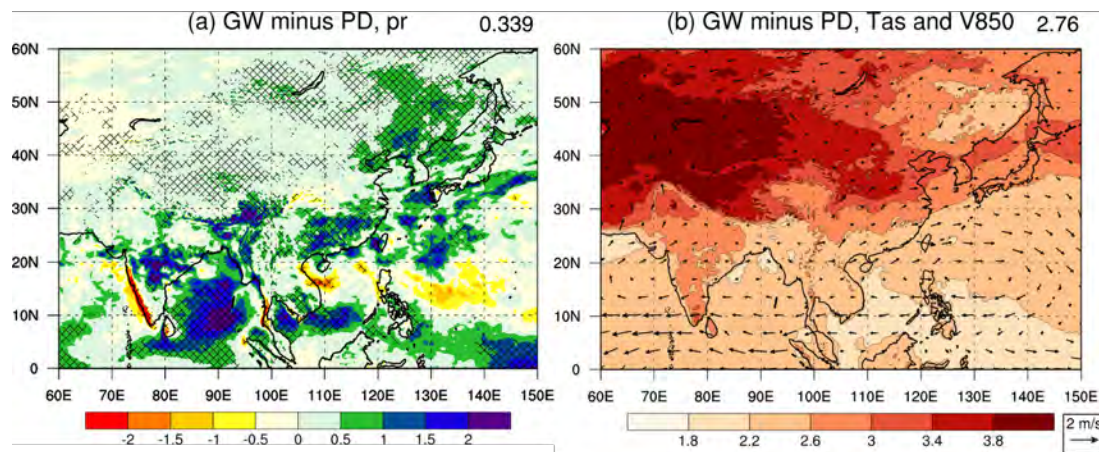 (a) GW minus PD, pr 0.339
60N
50N
40N
30N
20N
10N
0
60E 70E 80E 90E 100E 110E 120E 130E 140E 150E
-2 -1.5 -1 -0.5 0 0.5 1 1.5 2
(b) GW minus PD, Tas and V850 2.76
60N
50N
40N
30N
20N
10N
0
60E 70E 80E 90E 100E 110E 120E 130E 140E 150E
1.8 2.2 2.6 3 3.4 3.8
2 m/s